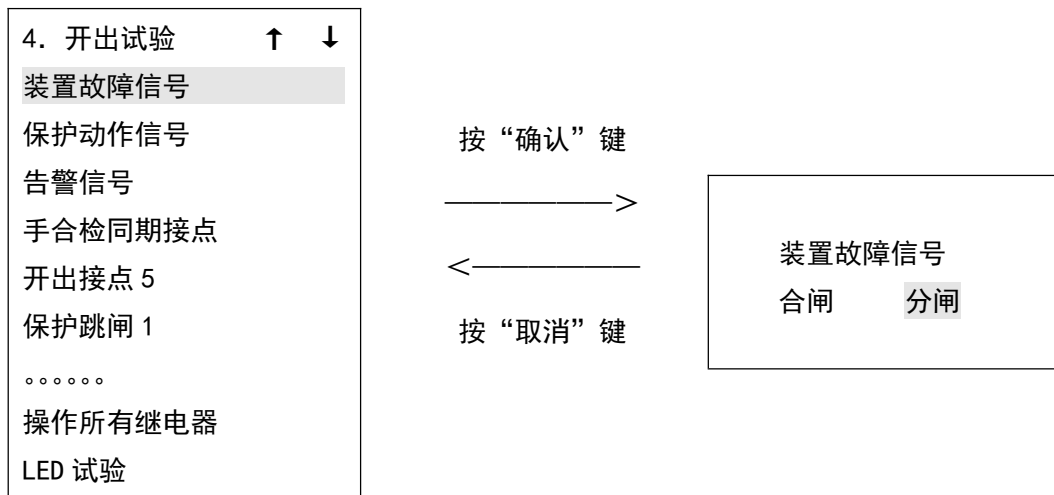 4. 开出试验 ↑ ↓
装置故障信号
保护动作信号
告警信号
手合检同期接点
开出接点 5
保护跳闸 1
。。。。。。
操作所有继电器
LED 试验
按“确认”键
——————>
<——————
按“取消”键
装置故障信号
合闸 分闸